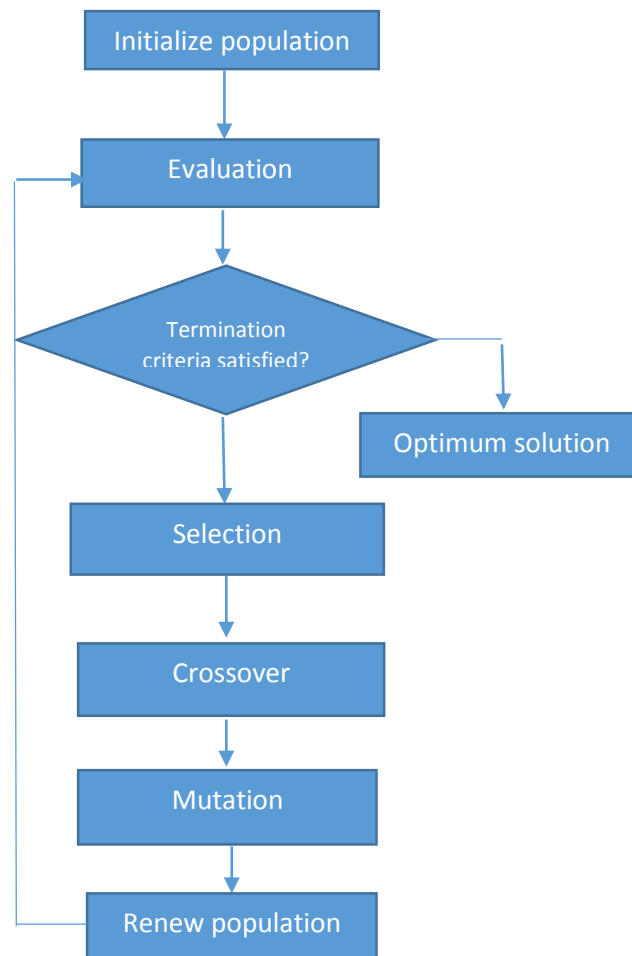 Initialize population
Evaluation
Termination
criteria satisfied?
Optimum solution
Selection
Crossover
Mutation
Renew population